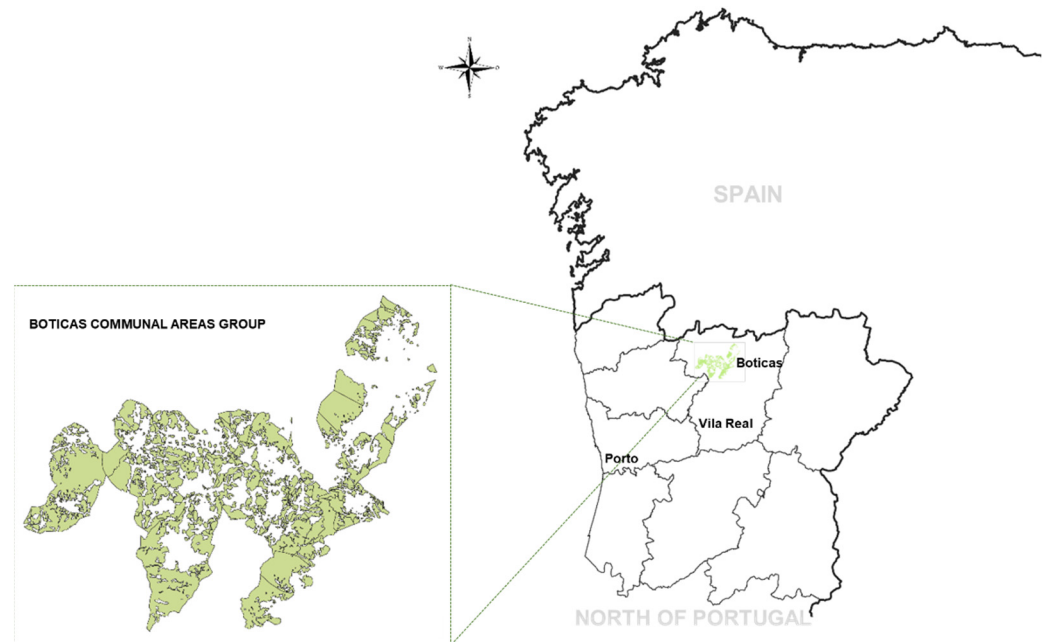 N
W
O
S
SPAIN
BOTICAS COMMUNAL AREAS GROUP
Boticas
Vila Real
Porto
NORTH OF PORTUGAL